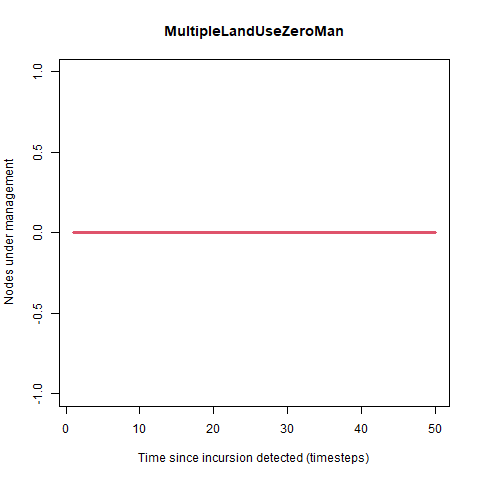 MultipleLandUseZeroMan
Nodes under management
1.0
0.5
0.0
-0.5
-1.0
0 10 20 30 40 50
Time since incursion detected (timesteps)